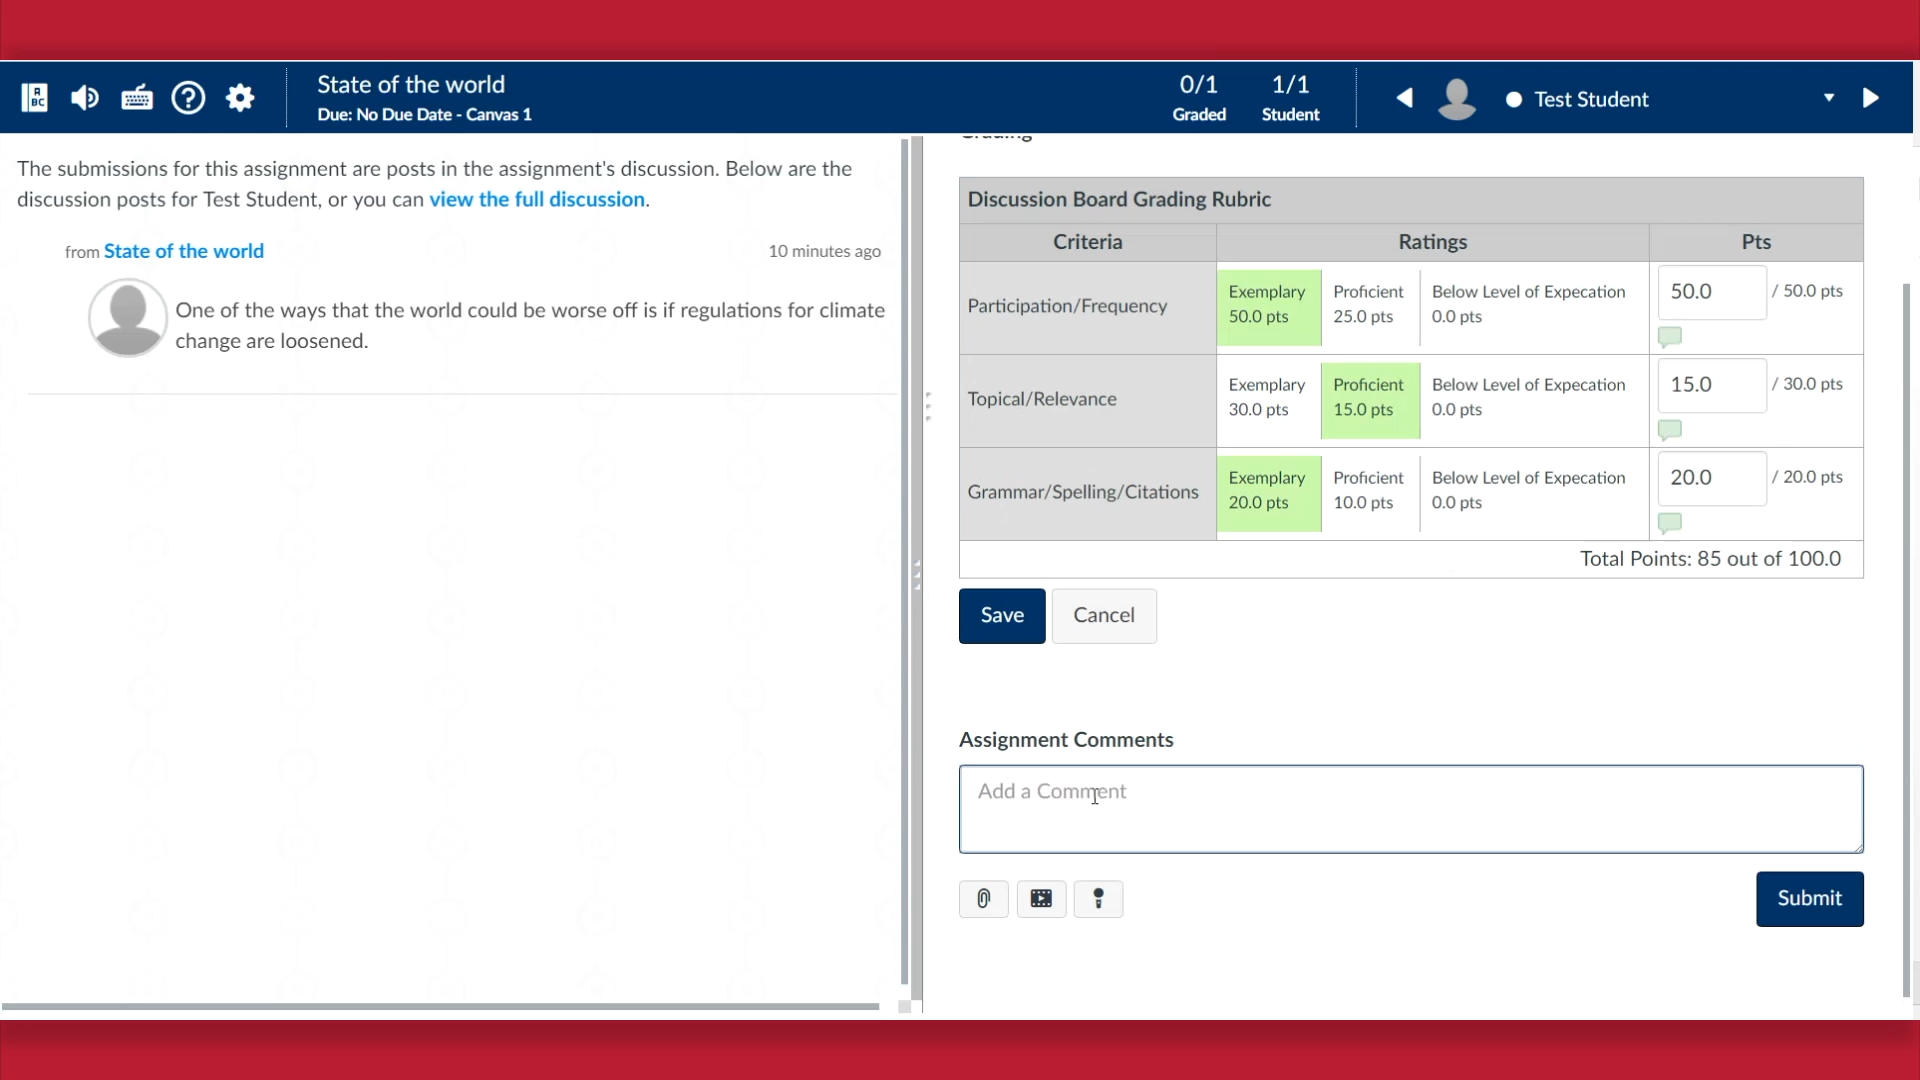 A
BC
State of the world
Due: No Due Date - Canvas 1
0/1
Graded
1/1
Student
Test Student
The submissions for this assignment are posts in the assignment's discussion. Below are the
discussion posts for Test Student, or you can view the full discussion.
from State of the world
10 minutes ago
One of the ways that the world could be worse off is if regulations for climate
change are loosened.
Grading
Discussion Board Grading Rubric
Criteria
Ratings
Pts
Participation/Frequency
Exemplary
50.0 pts
Proficient
25.0 pts
Below Level of Expecation
0.0 pts
50.0
/ 50.0 pts
Topical/Relevance
Exemplary
30.0 pts
Proficient
15.0 pts
Below Level of Expecation
0.0 pts
15.0
/ 30.0 pts
Grammar/Spelling/Citations
Exemplary
20.0 pts
Proficient
10.0 pts
Below Level of Expecation
0.0 pts
20.0
/ 20.0 pts
Total Points: 85 out of 100.0
Save
Cancel
Assignment Comments
Add a Comment
Submit